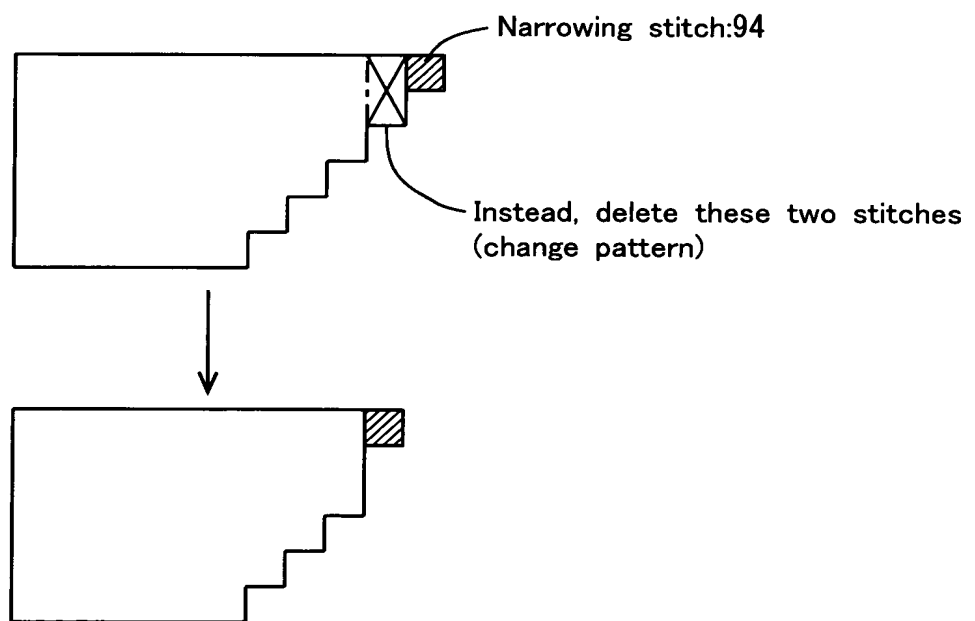 Narrowing stitch:94
Instead, delete these two stitches
(change pattern)